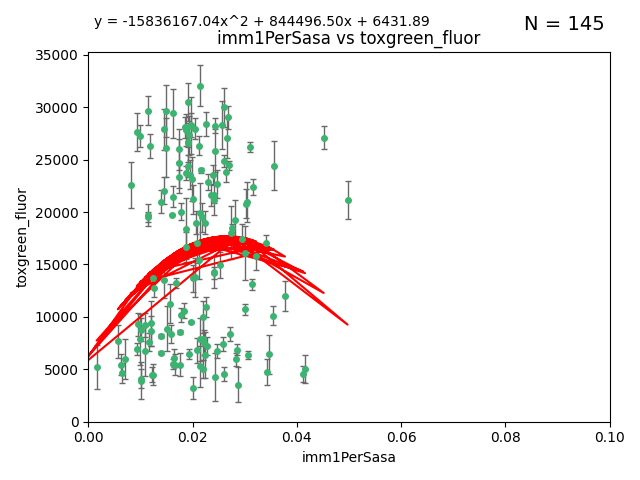 y = -15836167.04x^2 + 844496.50x + 6431.89
N = 145
imm1PerSasa vs toxgreen_fluor
35000
30000
25000
20000
15000
10000
5000
0
toxgreen_fluor
0.00 0.02 0.04 0.06 0.08 0.10
imm1PerSasa